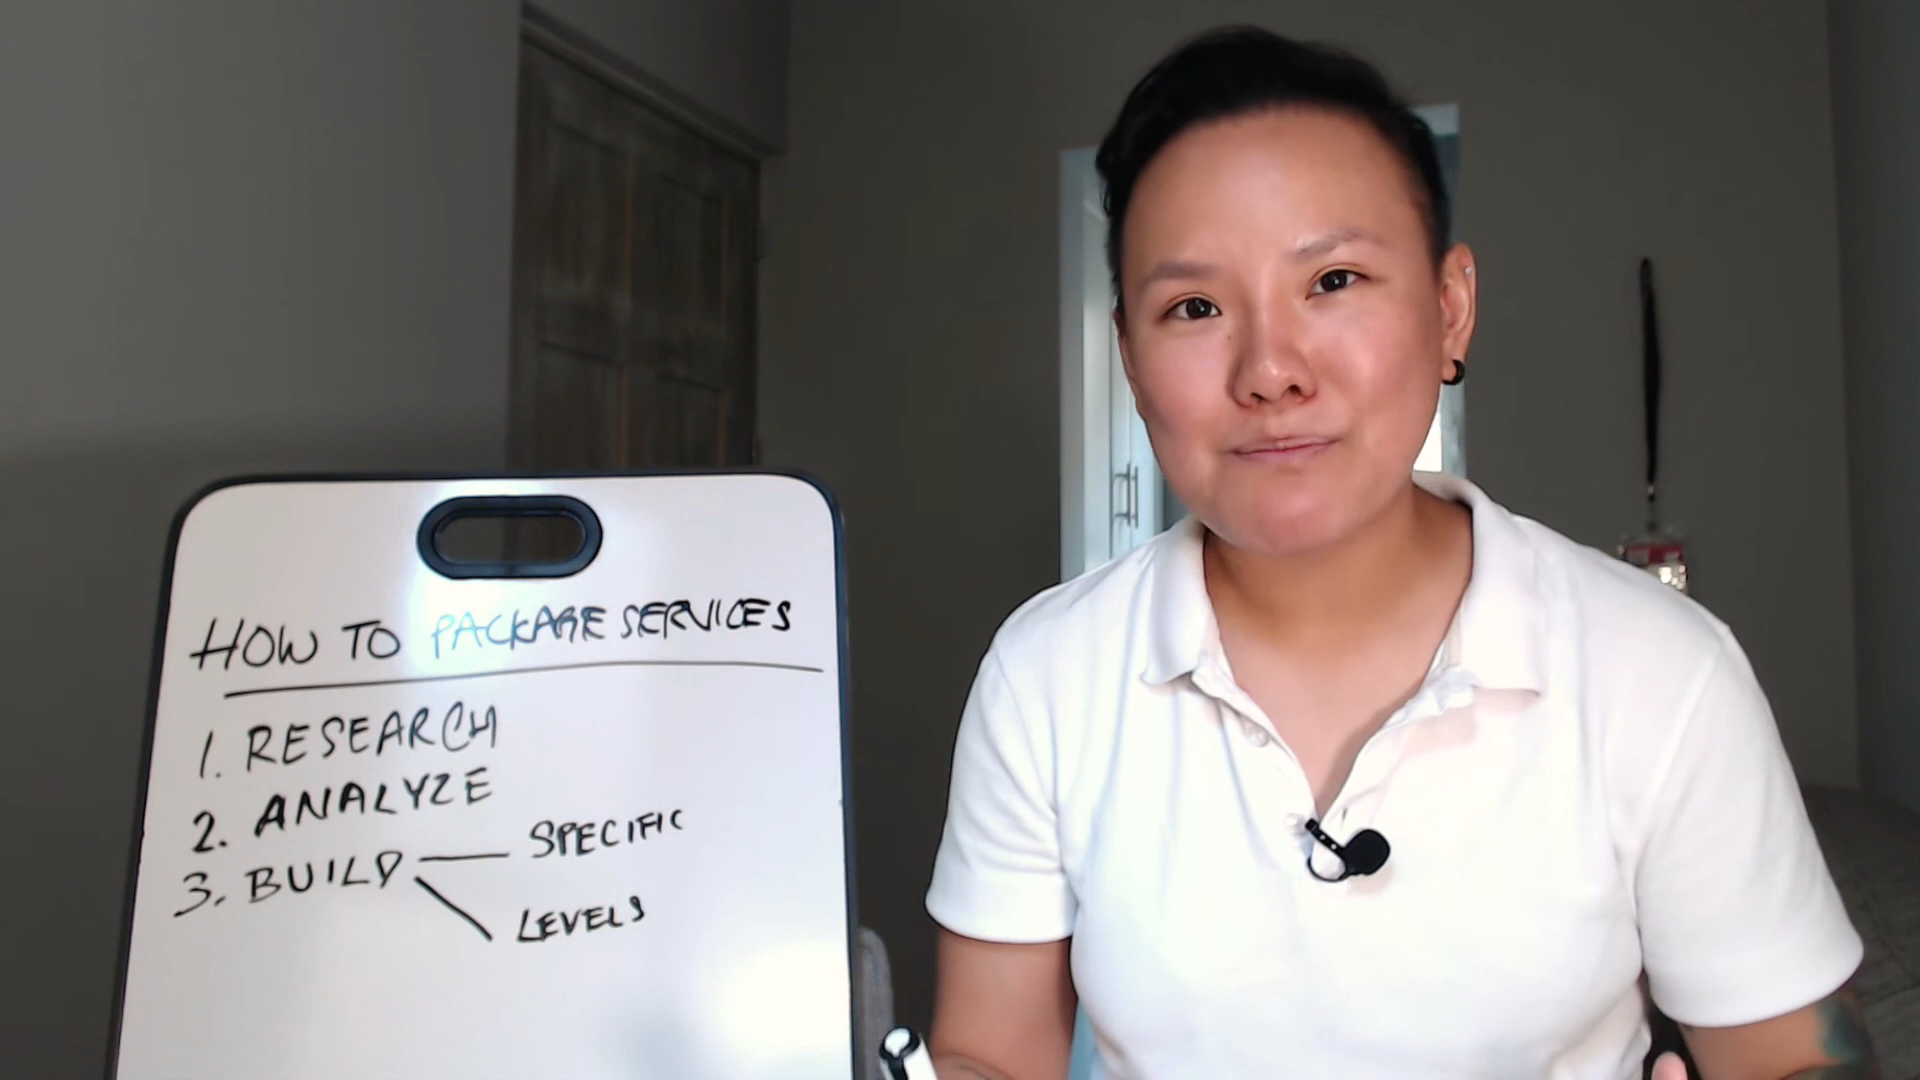 HOW TO PACKAGE SERVICES
1. RESEARCH
2. ANALYZE
3. BUILD — SPECIFIC
LEVELS